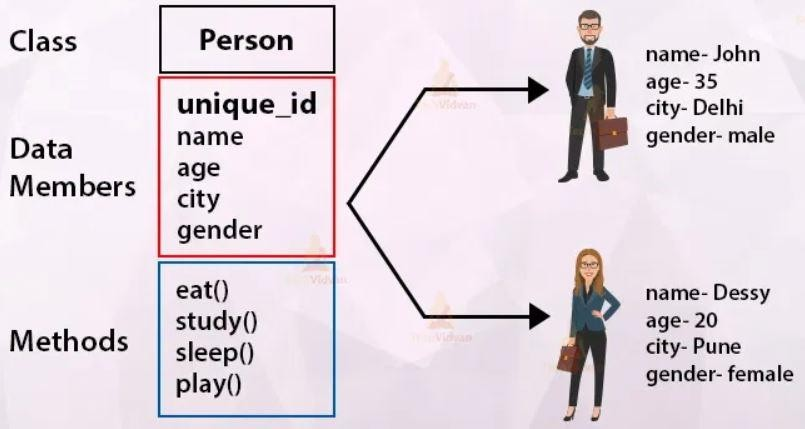 Class
Person
Data
Members
unique_id
name
age
city
gender
Methods
eat()
study()
sleep()
play()
name- John
age- 35
city- Delhi
gender- male
name- Dessy
age- 20
city- Pune
gender- female